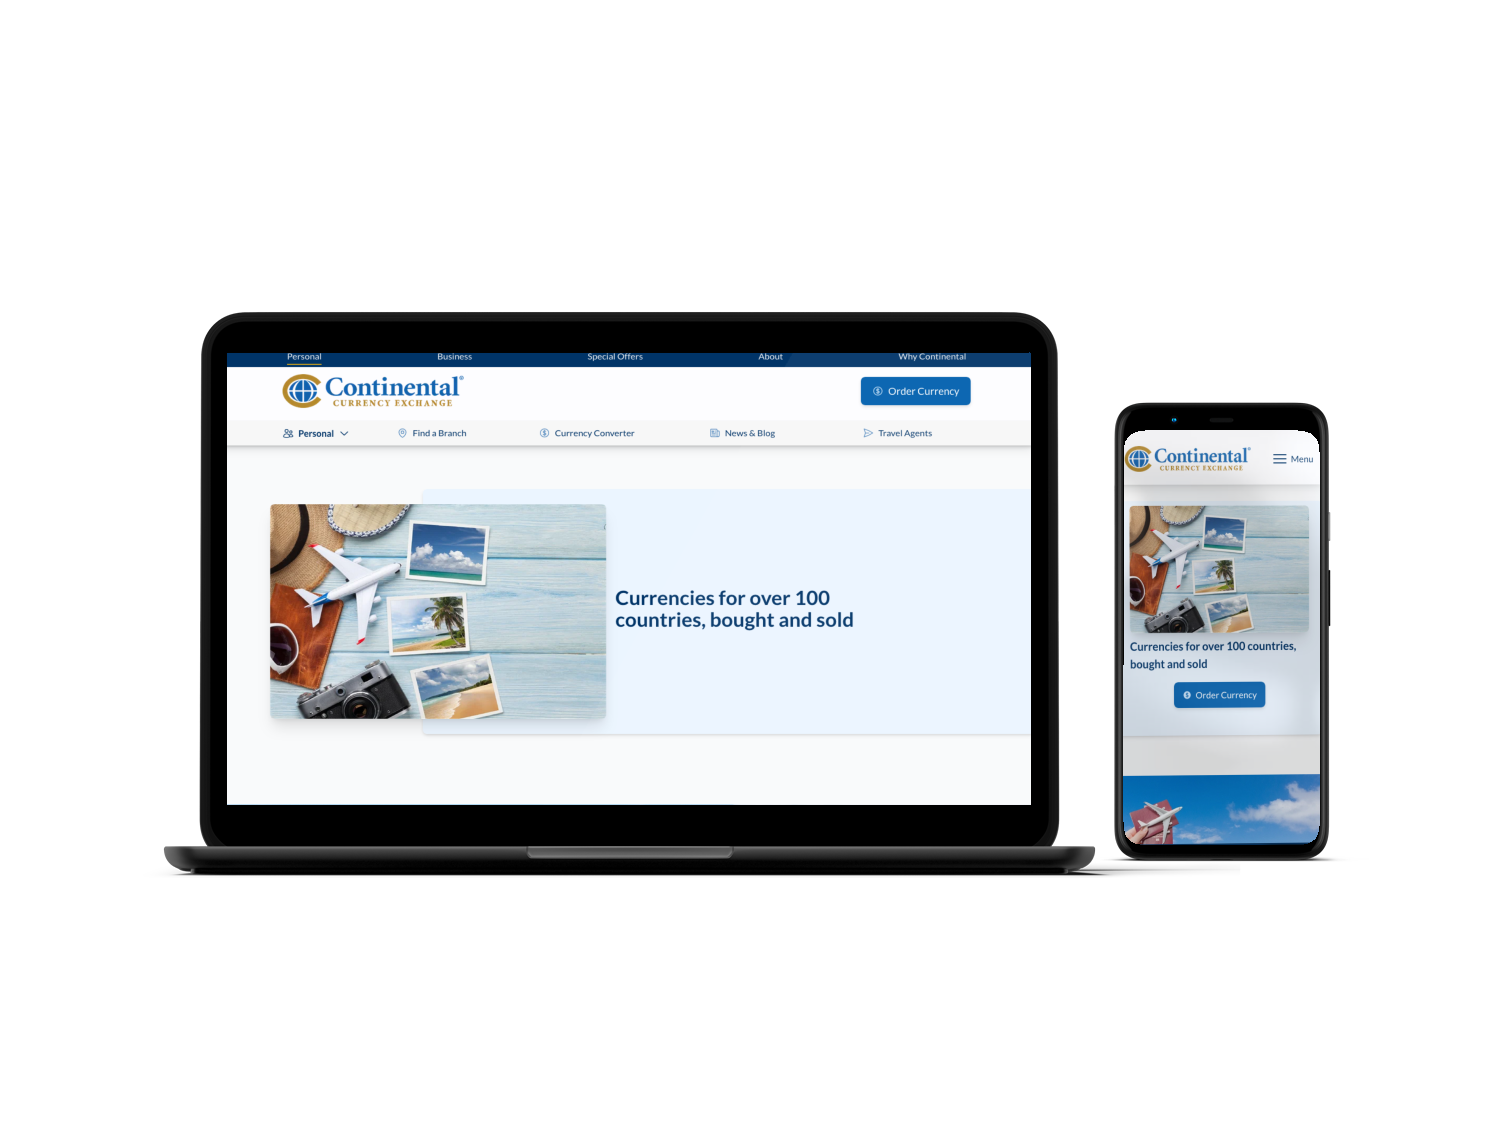 Personal Business Special Offers About Why Continental
Continental®
CURRENCY EXCHANGE
Order Currency
Personal Find a Branch Currency Converter News & Blog Travel Agents
Currencies for over 100
countries, bought and sold
Continental®
CURRENCY EXCHANGE
Menu
Currencies for over 100 countries,
bought and sold
Order Currency